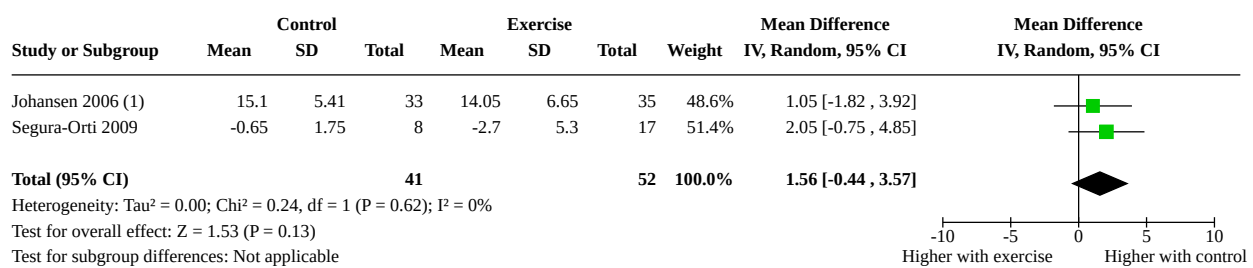 Control Exercise Mean Difference Mean Difference
Study or Subgroup Mean SD Total Mean SD Total Weight IV, Random, 95% CI IV, Random, 95% CI
Johansen 2006 (1) 15.1 5.41 33 14.05 6.65 35 48.6% 1.05 [-1.82 , 3.92]
Segura-Orti 2009 -0.65 1.75 8 -2.7 5.3 17 51.4% 2.05 [-0.75 , 4.85]
Total (95% CI) 41 52 100.0% 1.56 [-0.44 , 3.57]
Heterogeneity: Tau² = 0.00; Chi² = 0.24, df = 1 (P = 0.62); I² = 0%
Test for overall effect: Z = 1.53 (P = 0.13)
-10 -5 0 5 10
Test for subgroup differences: Not applicable
Higher with exercise Higher with control